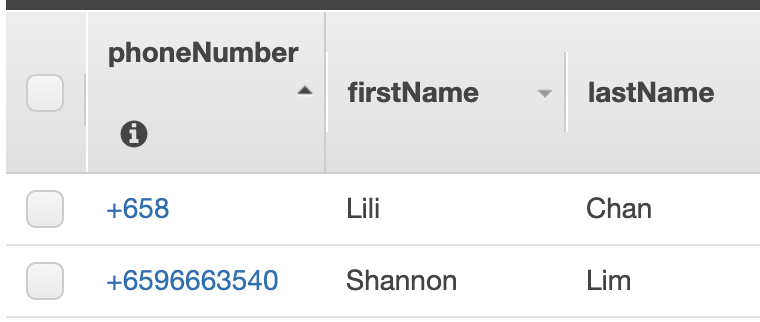 phoneNumber firstName lastName
+658 Lili Chan
+6596663540 Shannon Lim